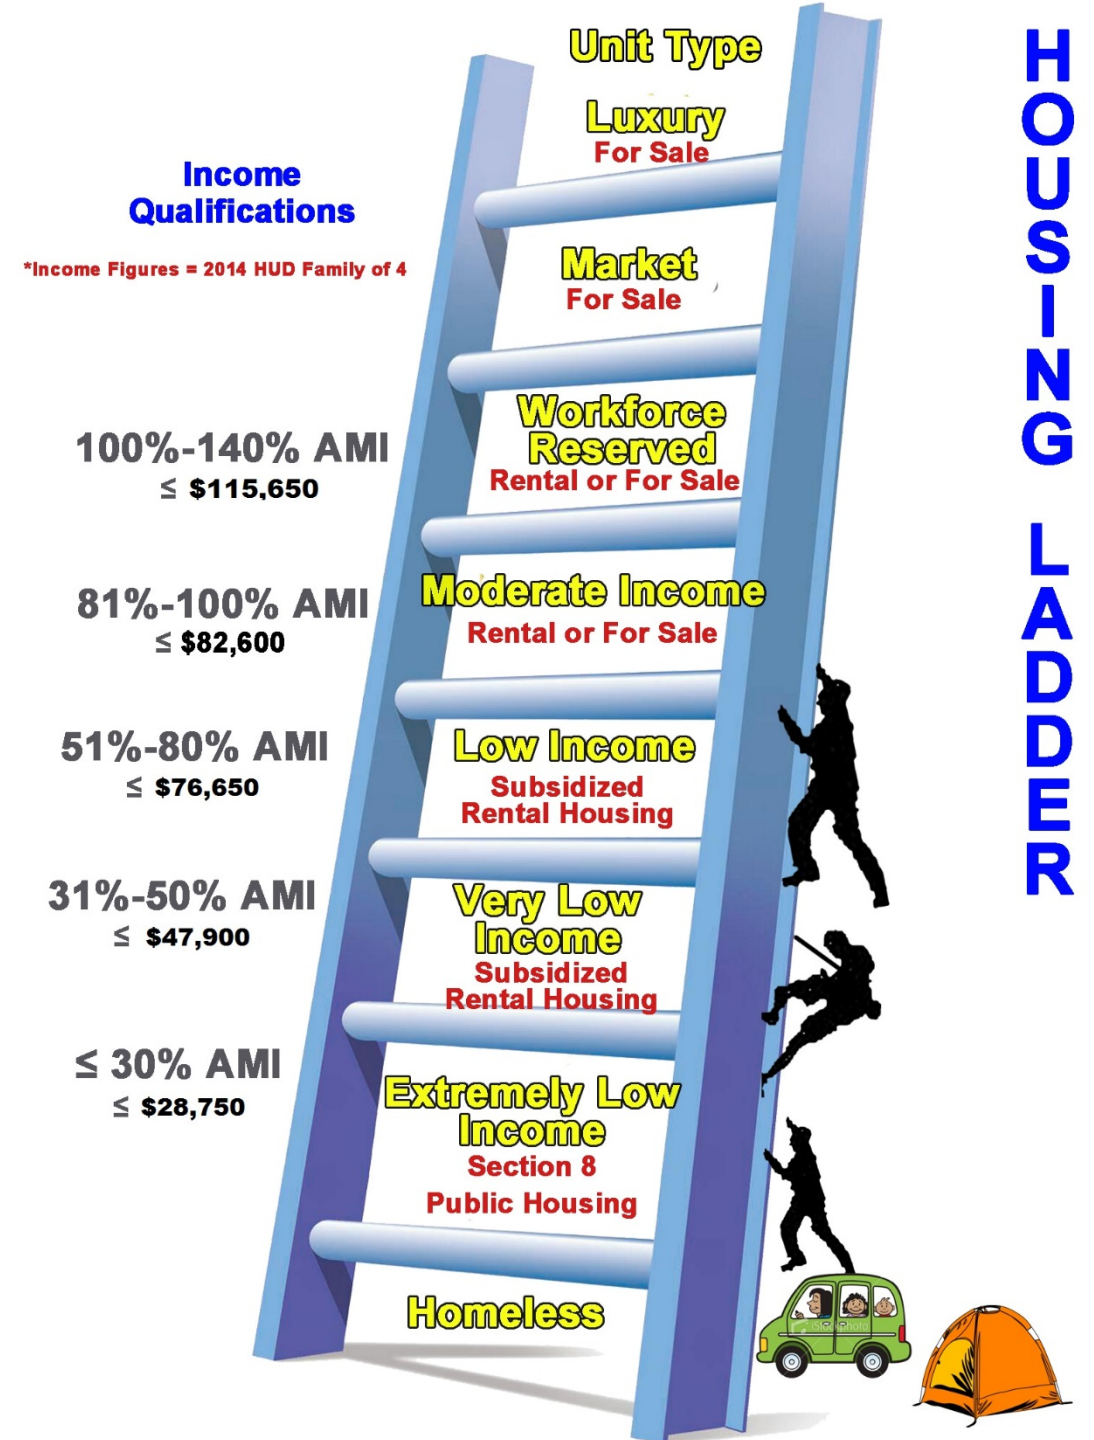 HOUSING LADDER
Unit Type
Luxury
For Sale
Income
Qualifications
*Income Figures = 2014 HUD Family of 4
Market
For Sale
100%-140% AMI
≤ $115,650
Workforce
Reserved
Rental or For Sale
81%-100% AMI
≤ $82,600
Moderate Income
Rental or For Sale
51%-80% AMI
≤ $76,650
Low Income
Subsidized
Rental Housing
31%-50% AMI
≤ $47,900
Very Low
Income
Subsidized
Rental Housing
≤ 30% AMI
≤ $28,750
Extremely Low
Income
Section 8
Public Housing
Homeless
iStockphoto